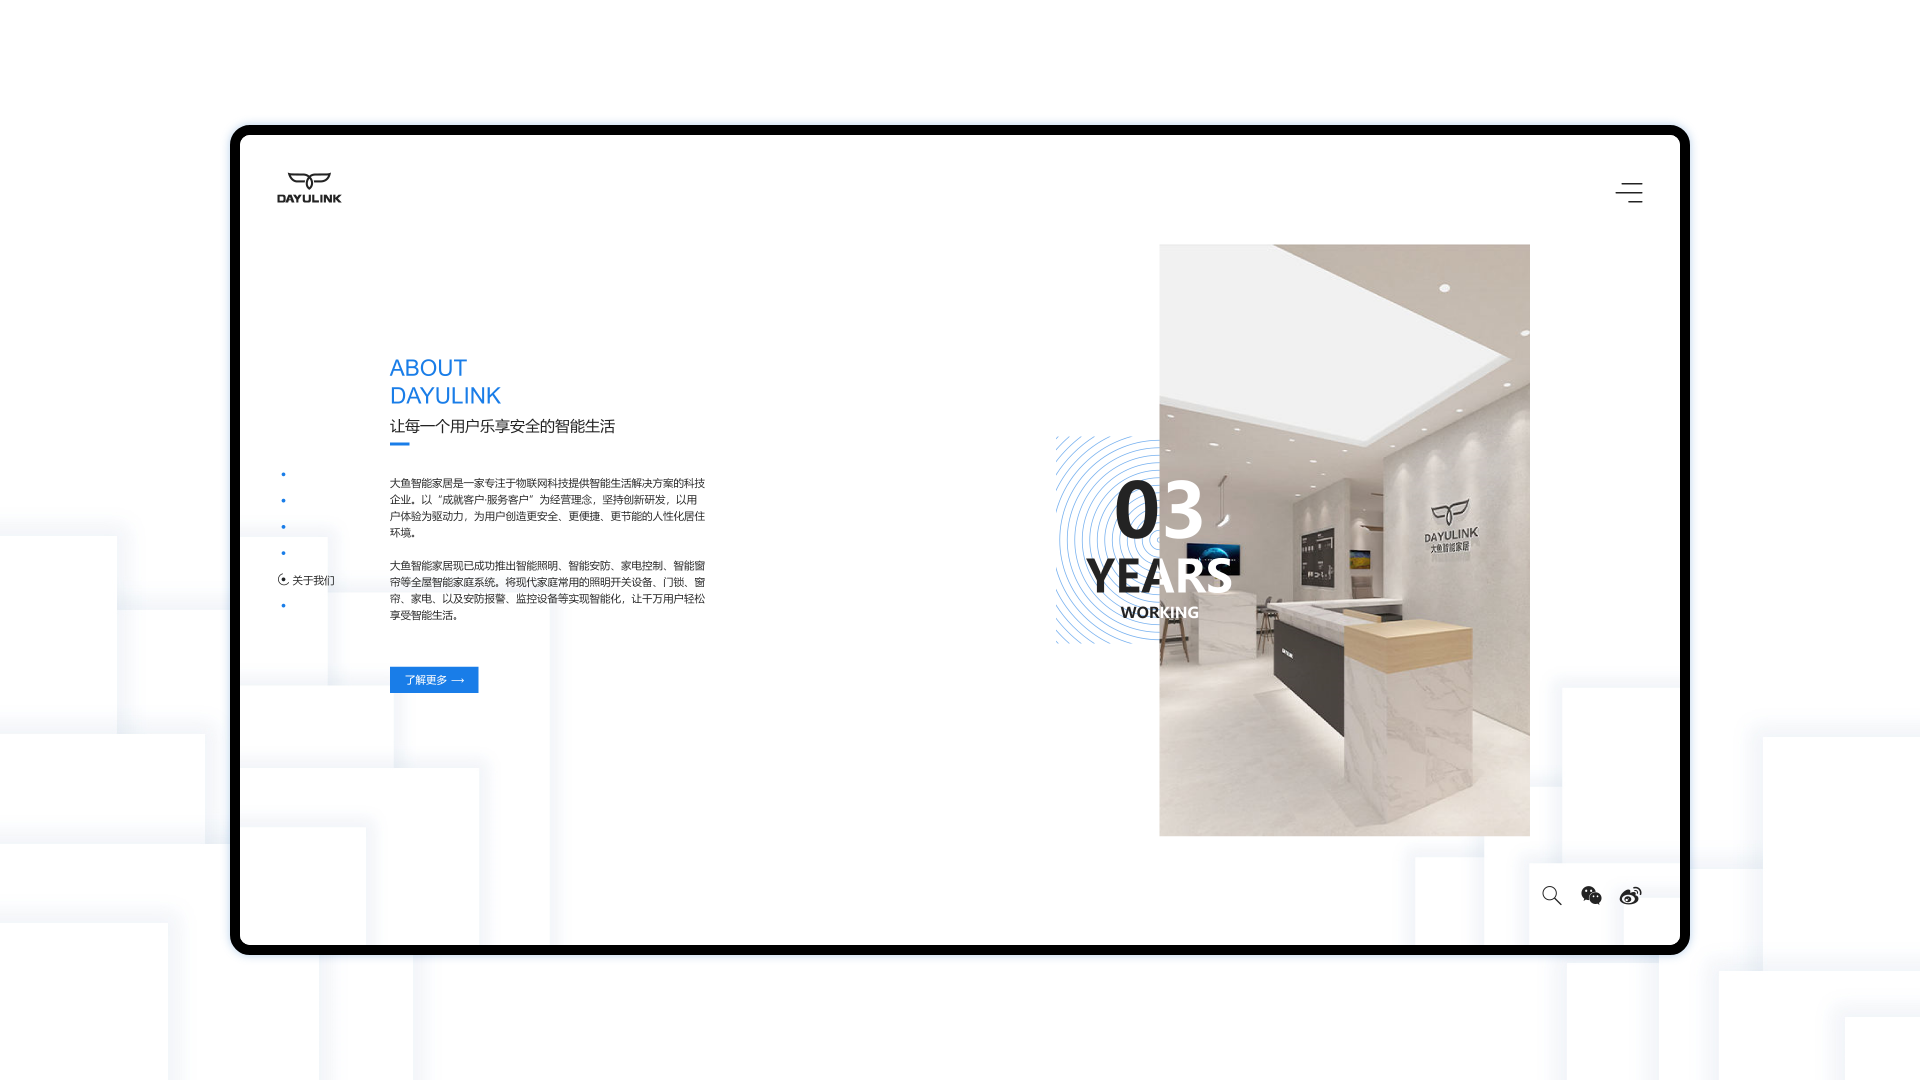 DAYULINK
ABOUT
DAYULINK
让每一个用户乐享安全的智能生活
大鱼智能家居是一家专注于物联网科技提供智能生活解决方案的科技
企业。以“成就客户·服务客户”为经营理念，坚持创新研发，以用
户体验为驱动力，为用户创造更安全、更便捷、更节能的人性化居住
环境。
大鱼智能家居现已成功推出智能照明、智能安防、家电控制、智能窗
帘等全屋智能家庭系统。将现代家庭常用的照明开关设备、门锁、窗
帘、家电、以及安防报警、监控设备等实现智能化，让千万用户轻松
享受智能生活。
关于我们
了解更多 →
03
YEARS
WORKING
DAYULINK
大鱼智能家居